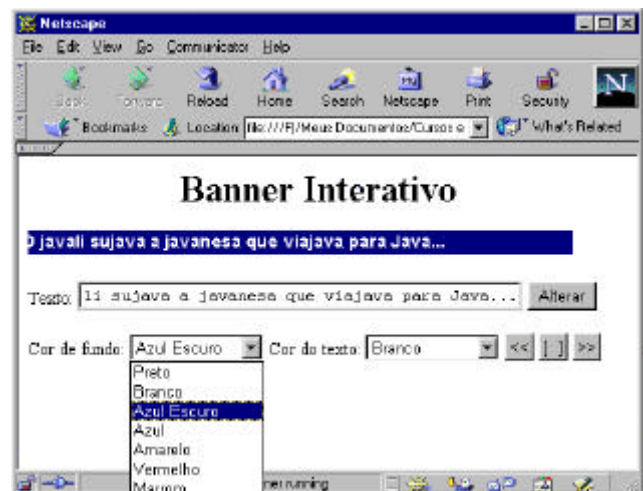 Netscape
File Edit View Go Communicator Help
Back Forward Reload Home Search Netscape Print Security N
Bookmarks Location file:///F|/Meus Documentos/Cursos e What's Related
Banner Interativo
O javali sujava a javanesa que viajava para Java...
Texto: li sujava a javanesa que viajava para Java... Alterar
Cor de fundo: Azul Escuro Cor do texto: Branco << [ ] >>
Preto
Branco
Azul Escuro
Azul
Amarelo
Vermelho
Marrom
running